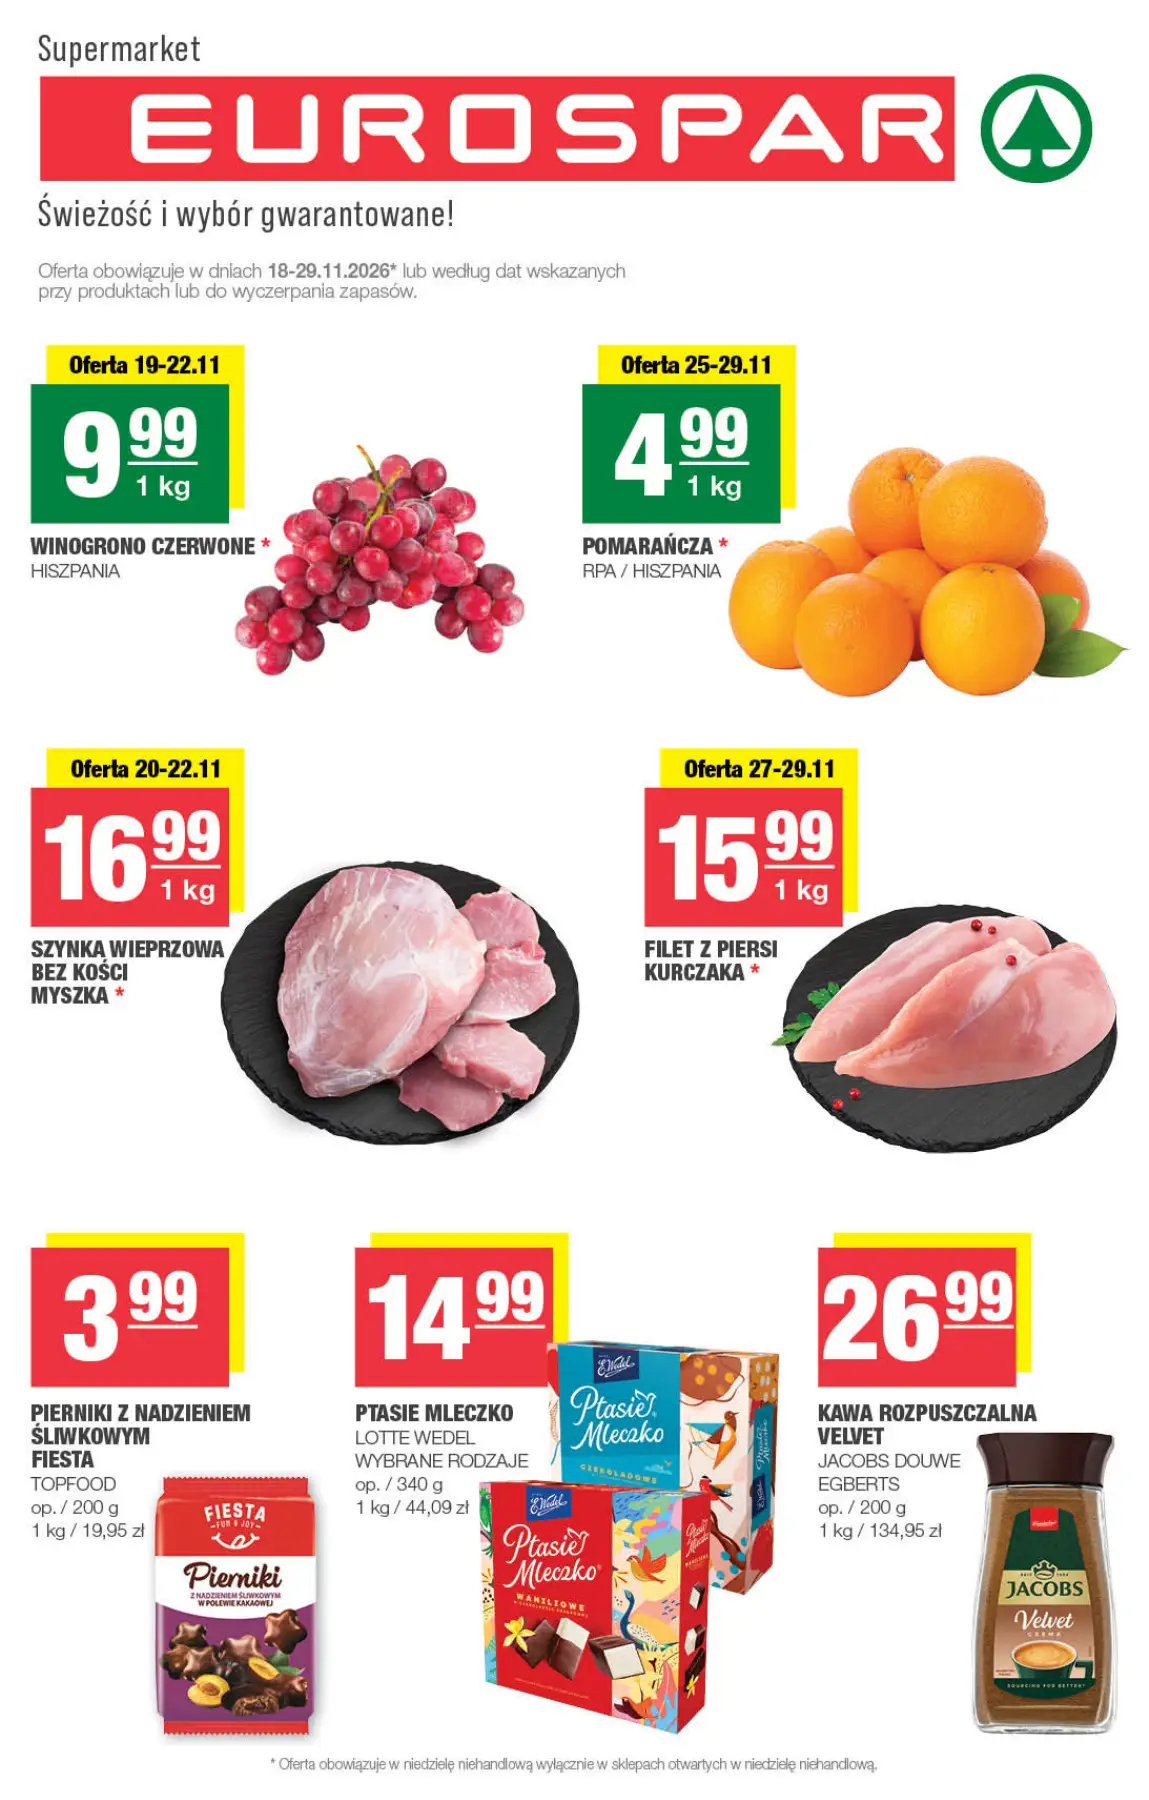 Supermarket
EUROSPAR
Świeżość i wybór gwarantowane!
Oferta obowiązuje w dniach 18-29.11.2026* lub według dat wskazanych
przy produktach lub do wyczerpania zapasów.
Oferta 19-22.11
9 99
1 kg
WINOGRONO CZERWONE *
HISZPANIA
Oferta 25-29.11
4 99
1 kg
POMARAŃCZA *
RPA / HISZPANIA
Oferta 20-22.11
16 99
1 kg
SZYNKA WIEPRZOWA
BEZ KOŚCI
MYSZKA *
Oferta 27-29.11
15 99
1 kg
FILET Z PIERSI
KURCZAKA *
3 99
PIERNIKI Z NADZIENIEM
ŚLIWKOWYM
FIESTA
TOPFOOD
op. / 200 g
1 kg / 19,95 zł
FIESTA
FUN & JOY
Pierniki
Z NADZIENIEM ŚLIWKOWYM
W POLEWIE KAKAOWEJ
14 99
PTASIE MLECZKO
LOTTE WEDEL
WYBRANE RODZAJE
op. / 340 g
1 kg / 44,09 zł
E.Wedel
Ptasie
Mleczko
CZEKOLADOWE
E.Wedel
Ptasie
Mleczko
WANILIOWE
26 99
KAWA ROZPUSZCZALNA
VELVET
JACOBS DOUWE
EGBERTS
op. / 200 g
1 kg / 134,95 zł
JACOBS
Velvet
CREMA
* Oferta obowiązuje w niedzielę niehandlową wyłącznie w sklepach otwartych w niedzielę niehandlową.